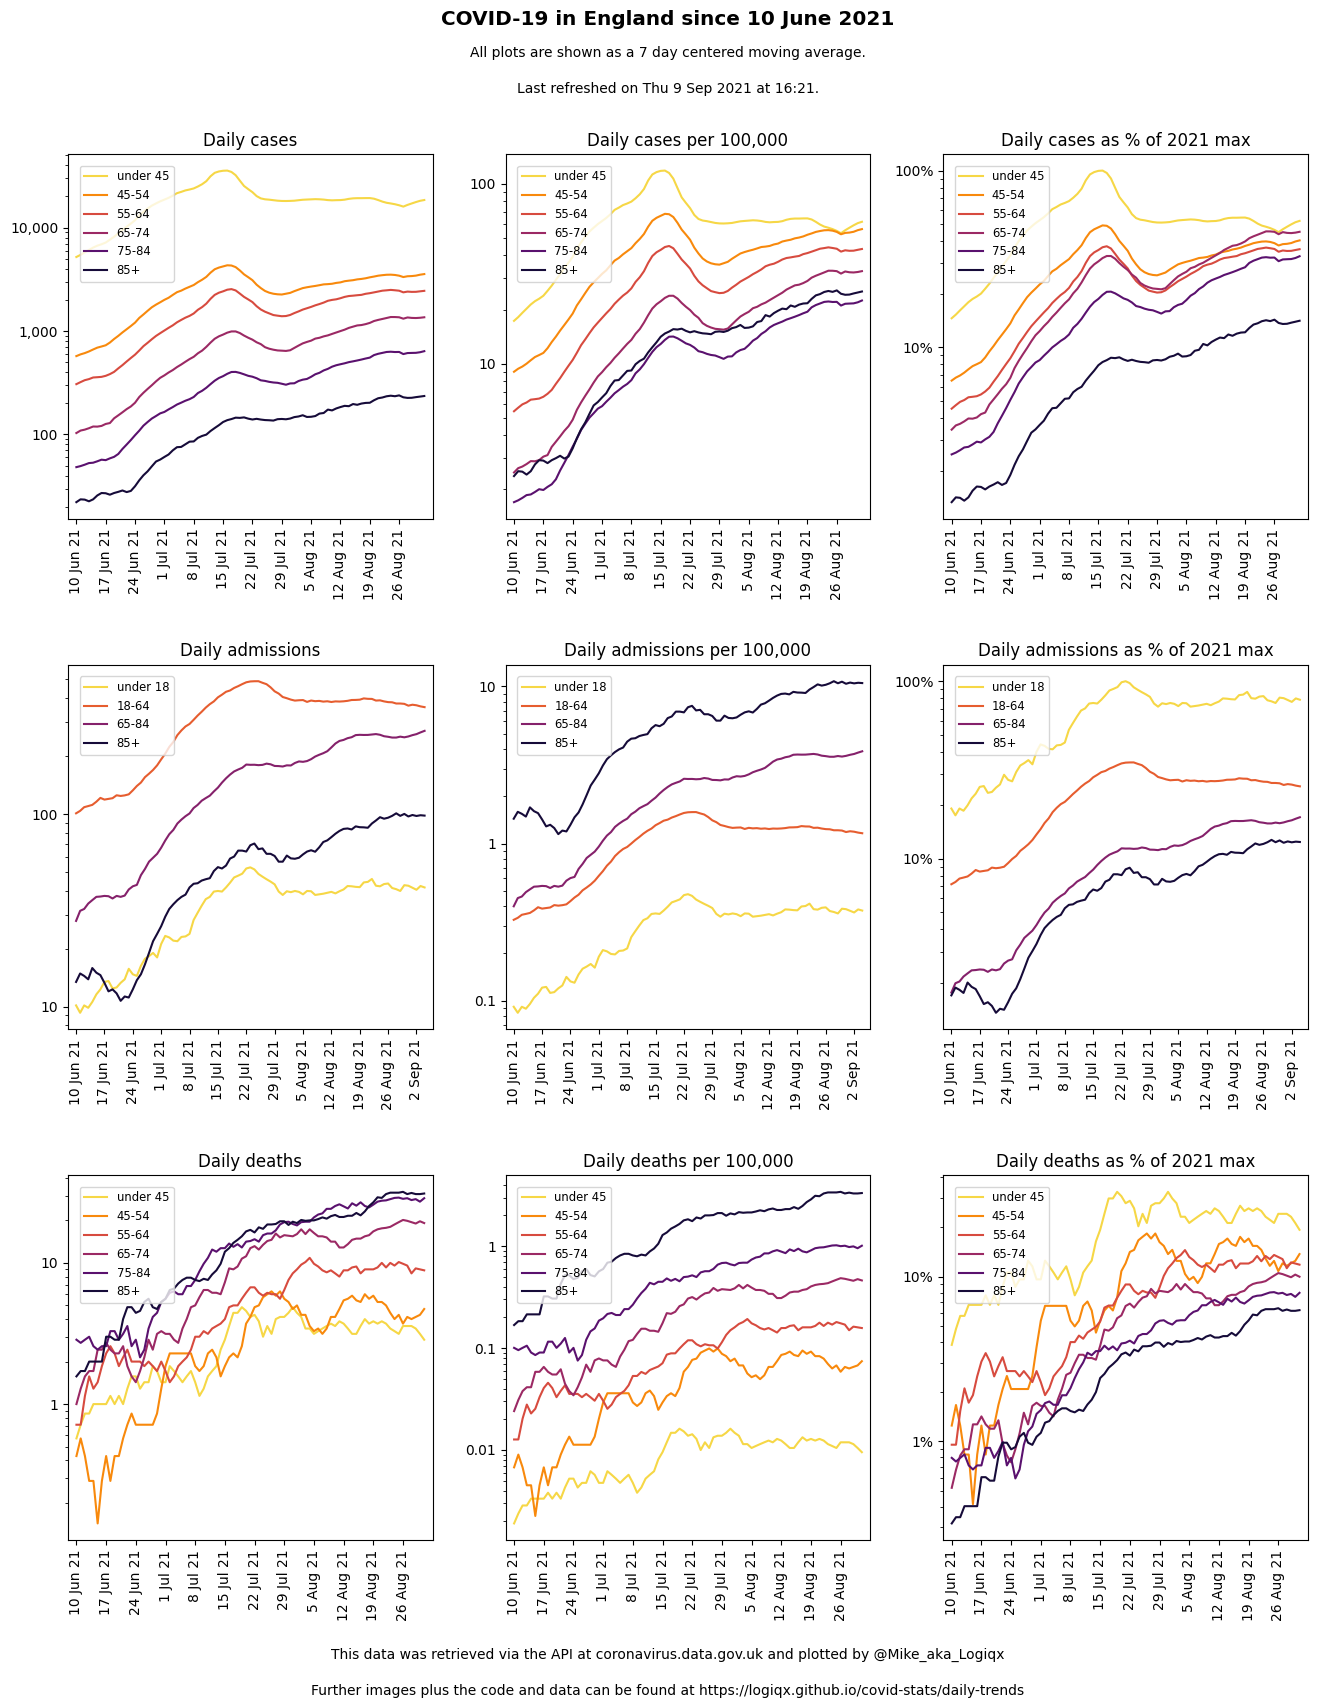 COVID-19 in England since 10 June 2021
All plots are shown as a 7 day centered moving average.
Last refreshed on Thu 9 Sep 2021 at 16:21.
Daily cases
under 45
45-54
55-64
65-74
75-84
85+
10,000
1,000
100
10 Jun 21
17 Jun 21
24 Jun 21
1 Jul 21
8 Jul 21
15 Jul 21
22 Jul 21
29 Jul 21
5 Aug 21
12 Aug 21
19 Aug 21
26 Aug 21
Daily cases per 100,000
under 45
45-54
55-64
65-74
75-84
85+
100
10
10 Jun 21
17 Jun 21
24 Jun 21
1 Jul 21
8 Jul 21
15 Jul 21
22 Jul 21
29 Jul 21
5 Aug 21
12 Aug 21
19 Aug 21
26 Aug 21
Daily cases as % of 2021 max
under 45
45-54
55-64
65-74
75-84
85+
100%
10%
10 Jun 21
17 Jun 21
24 Jun 21
1 Jul 21
8 Jul 21
15 Jul 21
22 Jul 21
29 Jul 21
5 Aug 21
12 Aug 21
19 Aug 21
26 Aug 21
Daily admissions
under 18
18-64
65-84
85+
100
10
10 Jun 21
17 Jun 21
24 Jun 21
1 Jul 21
8 Jul 21
15 Jul 21
22 Jul 21
29 Jul 21
5 Aug 21
12 Aug 21
19 Aug 21
26 Aug 21
2 Sep 21
Daily admissions per 100,000
under 18
18-64
65-84
85+
10
1
0.1
10 Jun 21
17 Jun 21
24 Jun 21
1 Jul 21
8 Jul 21
15 Jul 21
22 Jul 21
29 Jul 21
5 Aug 21
12 Aug 21
19 Aug 21
26 Aug 21
2 Sep 21
Daily admissions as % of 2021 max
under 18
18-64
65-84
85+
100%
10%
10 Jun 21
17 Jun 21
24 Jun 21
1 Jul 21
8 Jul 21
15 Jul 21
22 Jul 21
29 Jul 21
5 Aug 21
12 Aug 21
19 Aug 21
26 Aug 21
2 Sep 21
Daily deaths
under 45
45-54
55-64
65-74
75-84
85+
10
1
10 Jun 21
17 Jun 21
24 Jun 21
1 Jul 21
8 Jul 21
15 Jul 21
22 Jul 21
29 Jul 21
5 Aug 21
12 Aug 21
19 Aug 21
26 Aug 21
Daily deaths per 100,000
under 45
45-54
55-64
65-74
75-84
85+
1
0.1
0.01
10 Jun 21
17 Jun 21
24 Jun 21
1 Jul 21
8 Jul 21
15 Jul 21
22 Jul 21
29 Jul 21
5 Aug 21
12 Aug 21
19 Aug 21
26 Aug 21
Daily deaths as % of 2021 max
under 45
45-54
55-64
65-74
75-84
85+
10%
1%
10 Jun 21
17 Jun 21
24 Jun 21
1 Jul 21
8 Jul 21
15 Jul 21
22 Jul 21
29 Jul 21
5 Aug 21
12 Aug 21
19 Aug 21
26 Aug 21
This data was retrieved via the API at coronavirus.data.gov.uk and plotted by @Mike_aka_Logiqx
Further images plus the code and data can be found at https://logiqx.github.io/covid-stats/daily-trends